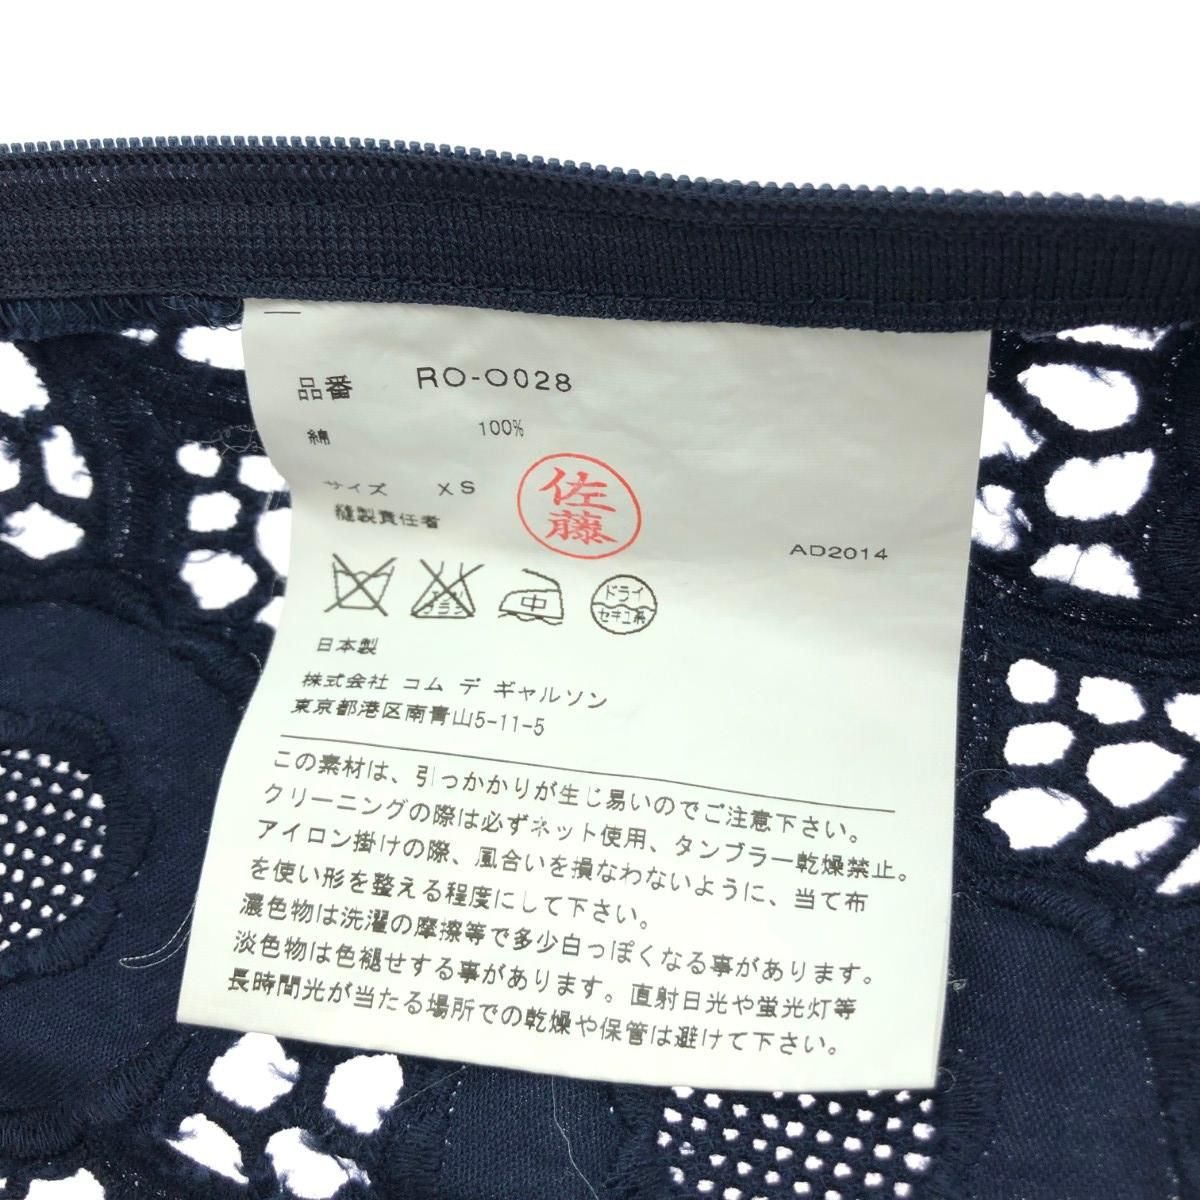 品番 RO-O028
綿 100%
サイズ XS
縫製責任者
佐藤
AD2014
中
ドライ
セキユ系
日本製
株式会社 コム デ ギャルソン
東京都港区南青山5-11-5
この素材は、引っかかりが生じ易いのでご注意下さい。
クリーニングの際は必ずネット使用、タンブラー乾燥禁止。
アイロン掛けの際、風合いを損なわないように、当て布
を使い形を整える程度にして下さい。
濃色物は洗濯の摩擦等で多少白っぽくなる事があります。
淡色物は色褪せする事があります。直射日光や蛍光灯等
長時間光が当たる場所での乾燥や保管は避けて下さい。